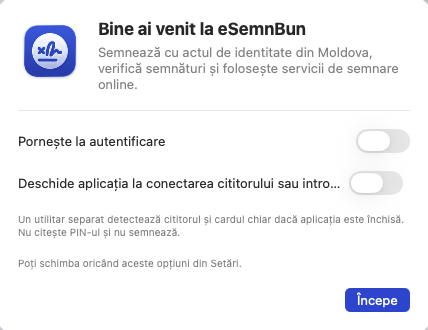 Bine ai venit la eSemnBun
Semnează cu actul de identitate din Moldova,
verifică semnături și folosește servicii de semnare
online.
Pornește la autentificare
Deschide aplicația la conectarea cititorului sau intro...
Un utilitar separat detectează cititorul și cardul chiar dacă aplicația este închisă.
Nu citește PIN-ul și nu semnează.
Poți schimba oricând aceste opțiuni din Setări.
Începe